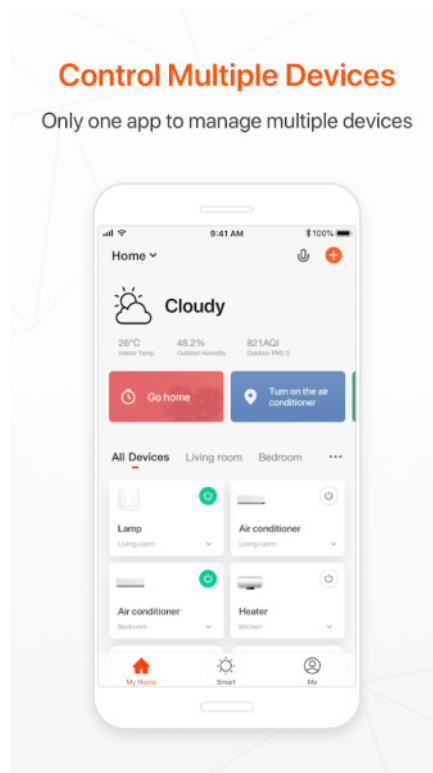 Control Multiple Devices
Only one app to manage multiple devices
9:41 AM
100%
Home
Cloudy
26°C 48.2% 821AQI
Indoor Temp. Outdoor Humidity Outdoor PM2.5
Go home
Turn on the air
conditioner
All Devices Living room Bedroom ...
Lamp Air conditioner
Living room Living room
Air conditioner Heater
Bedroom kitchen
My Home Smart Me